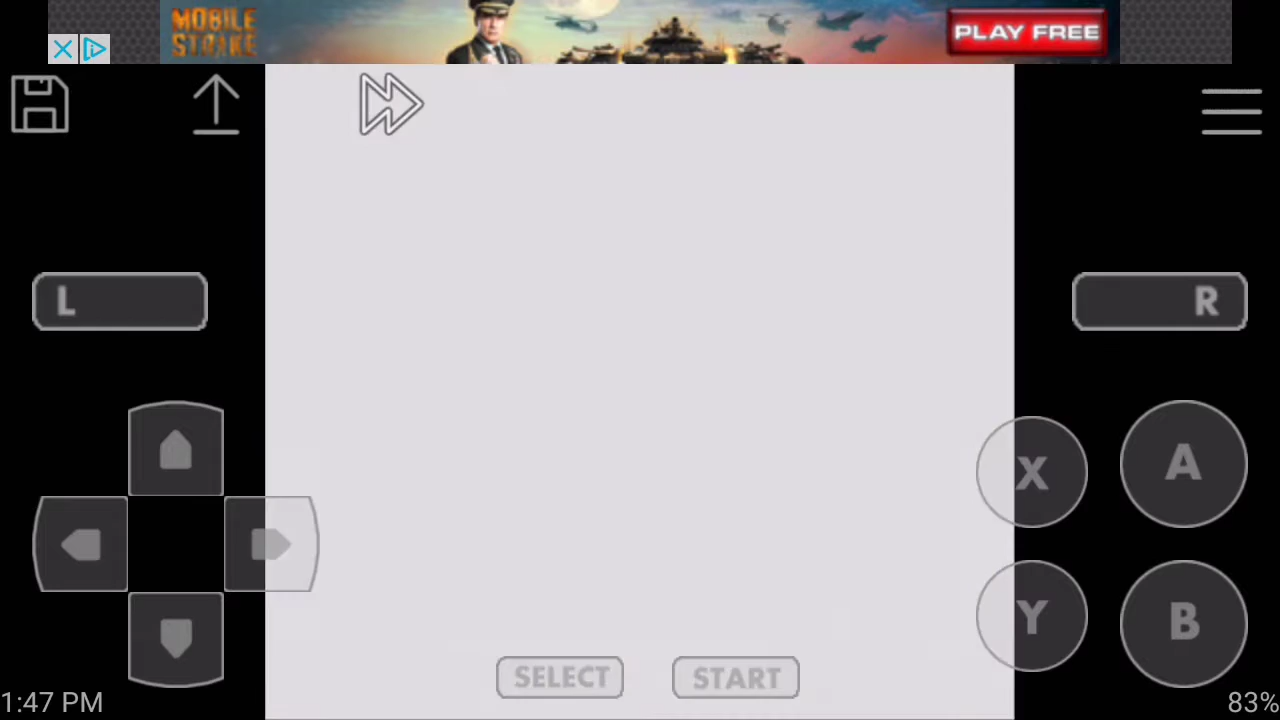 MOBILE
STRIKE
PLAY FREE
L
R
X
A
Y
B
SELECT
START
1:47 PM
83%